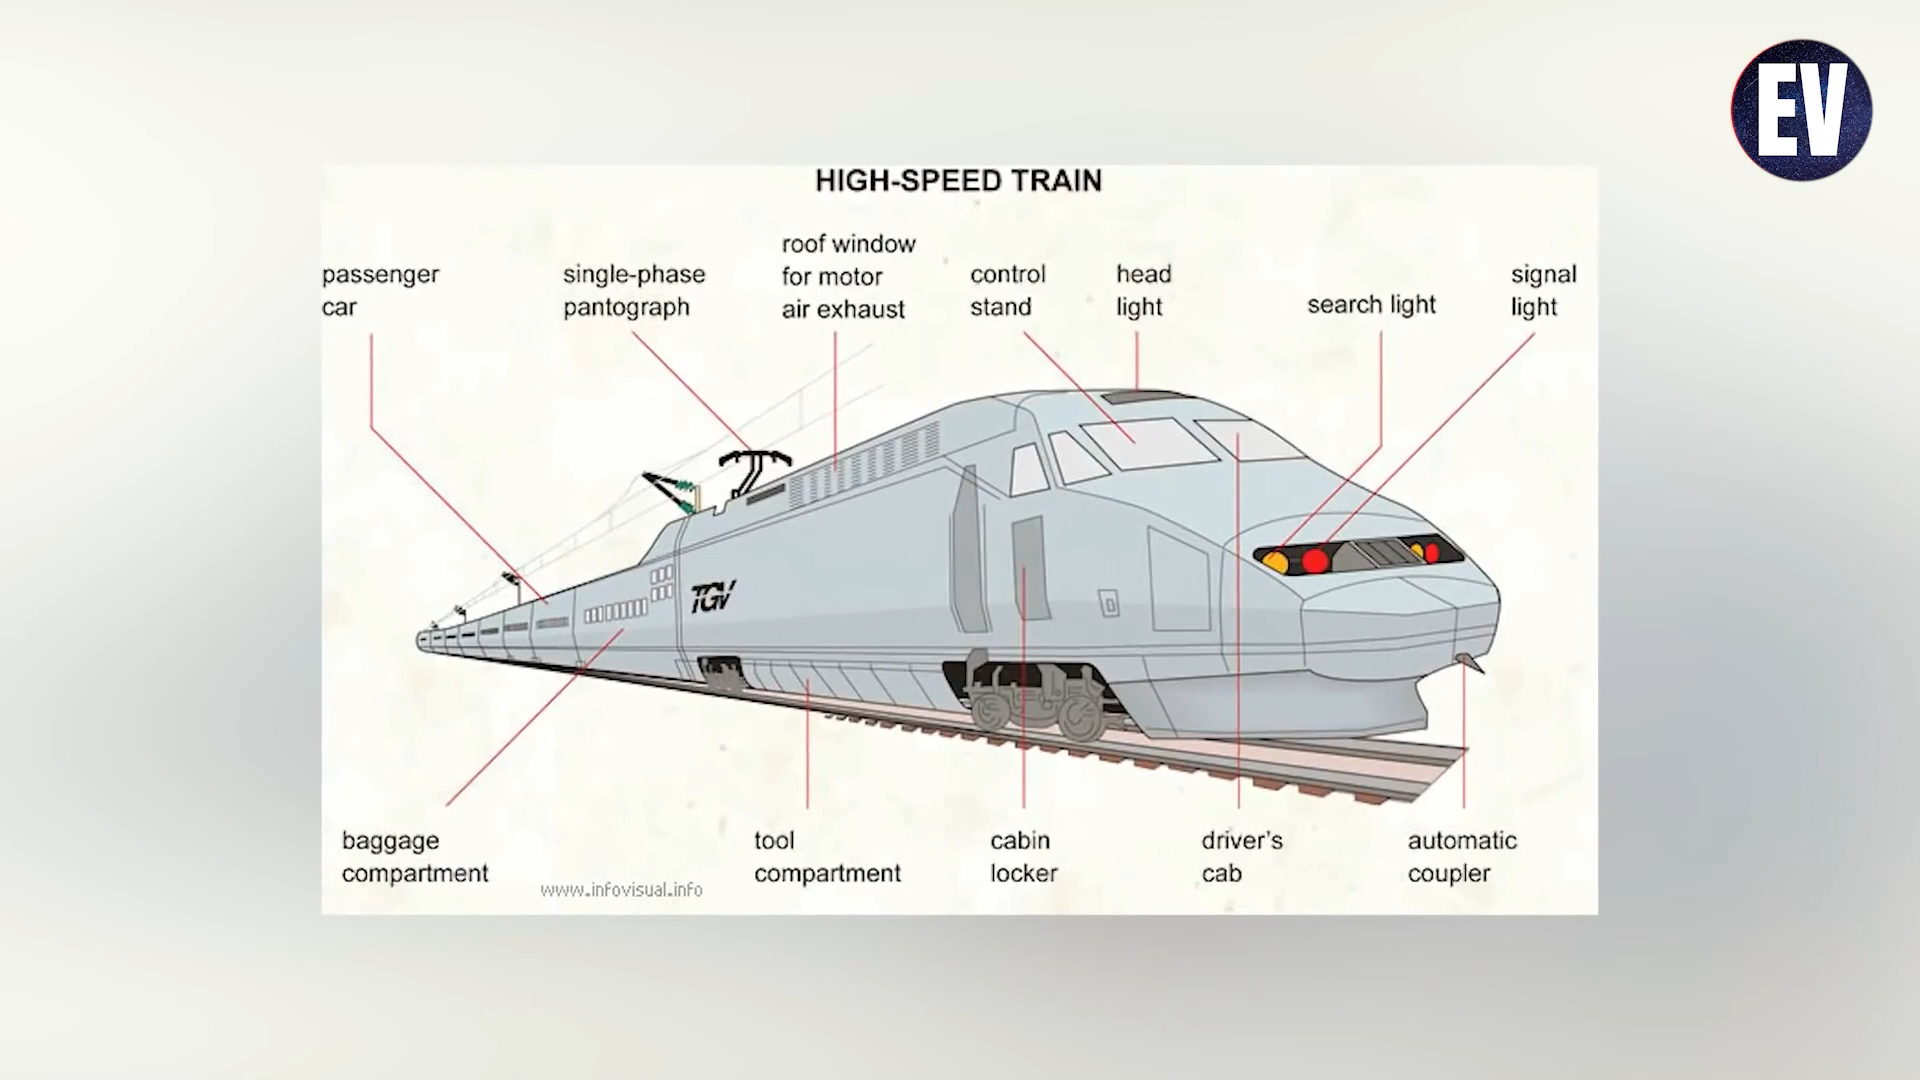 EV
HIGH-SPEED TRAIN
passenger
car
single-phase
pantograph
roof window
for motor
air exhaust
control
stand
head
light
search light
signal
light
TGV
baggage
compartment
www.infovisual.info
tool
compartment
cabin
locker
driver's
cab
automatic
coupler